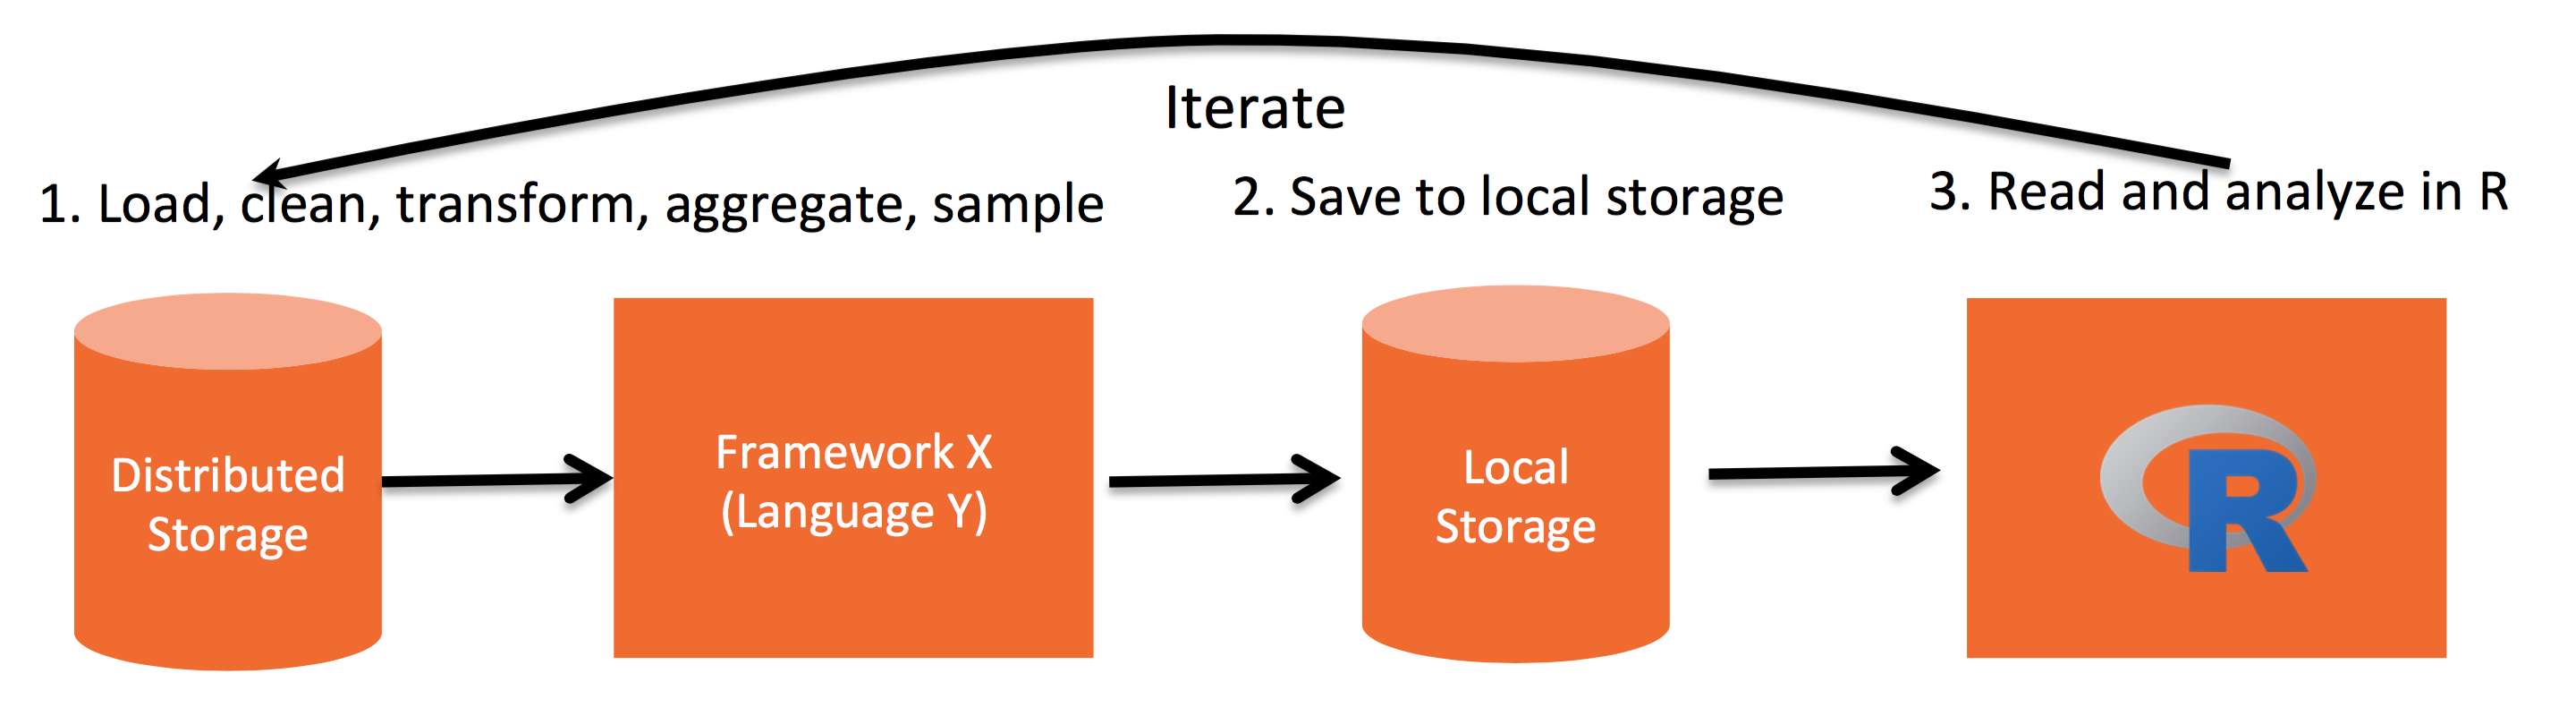 Iterate
1. Load, clean, transform, aggregate, sample
2. Save to local storage
3. Read and analyze in R
Distributed
Storage
Framework X
(Language Y)
Local
Storage
R